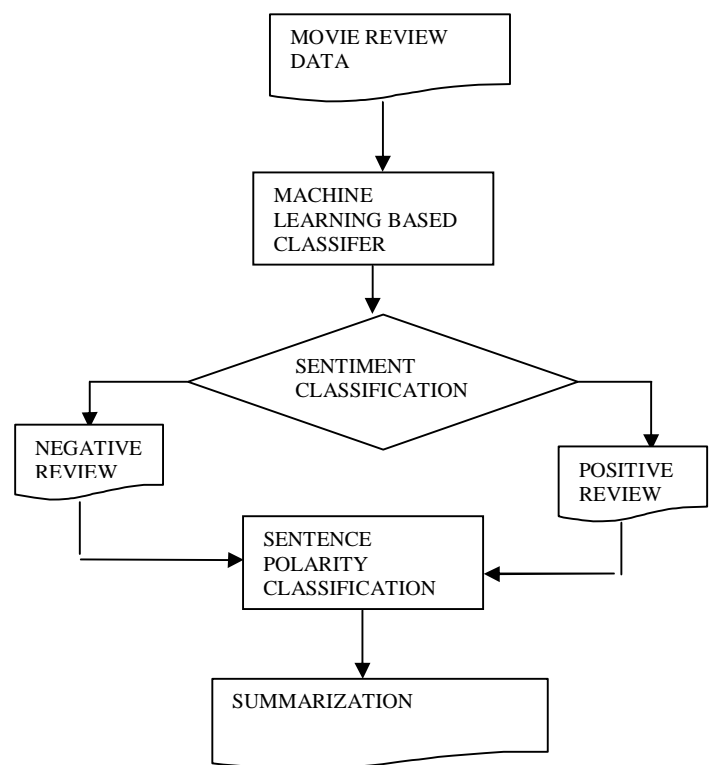 MOVIE REVIEW
DATA
MACHINE
LEARNING BASED
CLASSIFER
SENTIMENT
CLASSIFICATION
NEGATIVE
REVIEW
POSITIVE
REVIEW
SENTENCE
POLARITY
CLASSIFICATION
SUMMARIZATION